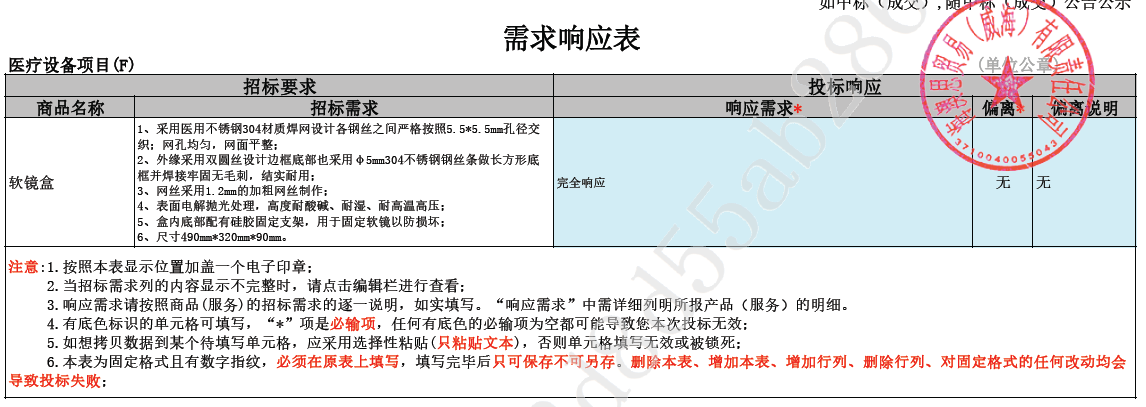 如中标（成交）,随中标（成交）公告公示
需求响应表
医疗设备项目(F)
(单位公章)
招标要求
投标响应
商品名称
招标需求
响应需求*
偏离*
偏离说明
软镜盒
1、采用医用不锈钢304材质焊网设计各钢丝之间严格按照5.5*5.5mm孔径交
织；网孔均匀，网面平整；
2、外缘采用双圆丝设计边框底部也采用φ5mm304不锈钢钢丝条做长方形底
框并焊接牢固无毛刺，结实耐用；
3、网丝采用1.2mm的加粗网丝制作；
4、表面电解抛光处理，高度耐酸碱、耐湿、耐高温高压；
5、盒内底部配有硅胶固定支架，用于固定软镜以防损坏；
6、尺寸490mm*320mm*90mm。
完全响应
无
无
注意:1.按照本表显示位置加盖一个电子印章；
2.当招标需求列的内容显示不完整时，请点击编辑栏进行查看；
3.响应需求请按照商品(服务)的招标需求的逐一说明，如实填写。“响应需求”中需详细列明所报产品（服务）的明细。
4.有底色标识的单元格可填写，“*”项是必输项，任何有底色的必输项为空都可能导致您本次投标无效；
5.如想拷贝数据到某个待填写单元格，应采用选择性粘贴(只粘贴文本)，否则单元格填写无效或被锁死；
6.本表为固定格式且有数字指纹，必须在原表上填写，填写完毕后只可保存不可另存。删除本表、增加本表、增加行列、删除行列、对固定格式的任何改动均会
导致投标失败；
贸易（威海）有限责任
3710040055043
dd55ab286